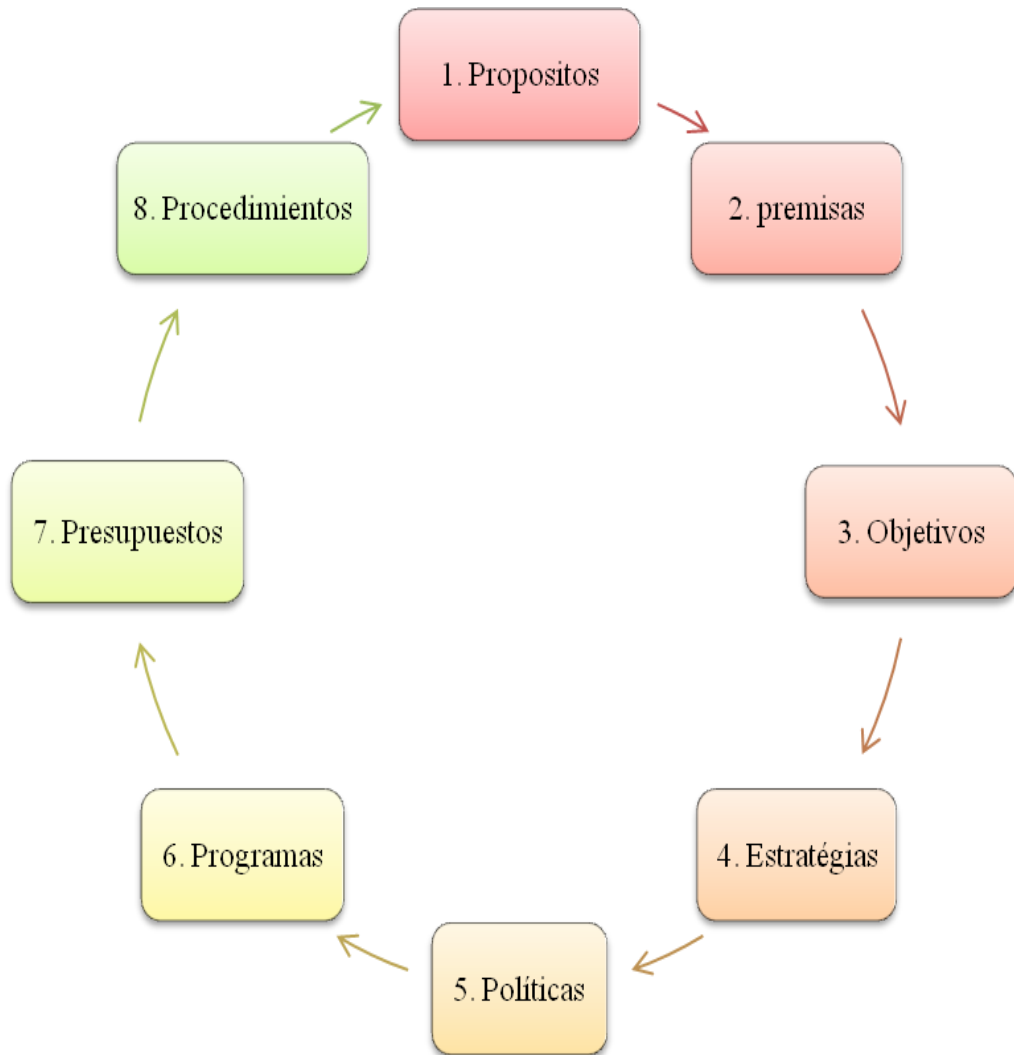 1. Propositos
2. premisas
3. Objetivos
4. Estratégias
5. Políticas
6. Programas
7. Presupuestos
8. Procedimientos